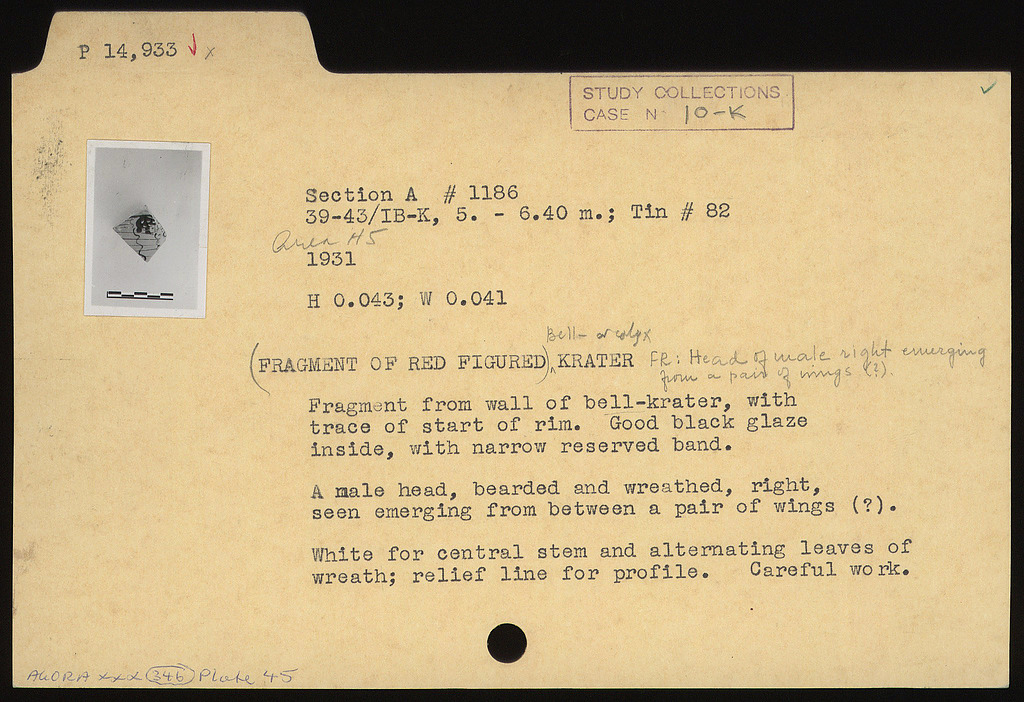 P 14,933 ✓ x
STUDY COLLECTIONS
CASE Nº 10-K
✓
Section A # 1186
39-43/IB-K, 5. - 6.40 m.; Tin # 82
Area H5
1931
H 0.043; W 0.041
Bell- or calyx
(FRAGMENT OF RED FIGURED) KRATER FR: Head of male right emerging
from a pair of wings (?).
Fragment from wall of bell-krater, with
trace of start of rim. Good black glaze
inside, with narrow reserved band.
A male head, bearded and wreathed, right,
seen emerging from between a pair of wings (?).
White for central stem and alternating leaves of
wreath; relief line for profile. Careful work.
AGORA XXX 346 Plate 45